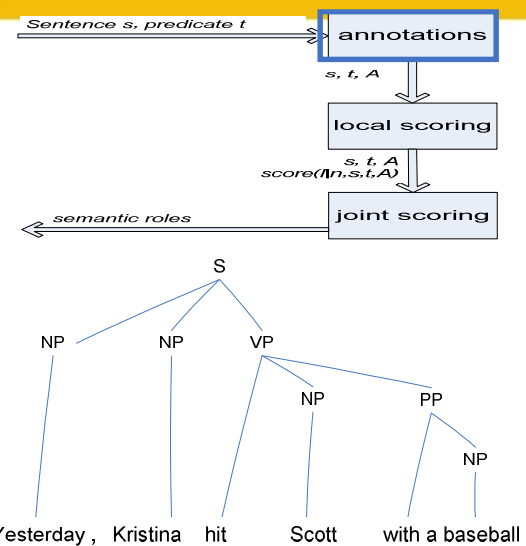 Sentence s, predicate t
annotations
s, t, A
local scoring
s, t, A
score(l|n,s,t,A)
semantic roles
joint scoring
S
NP NP VP
NP PP
NP
Yesterday , Kristina hit Scott with a baseball